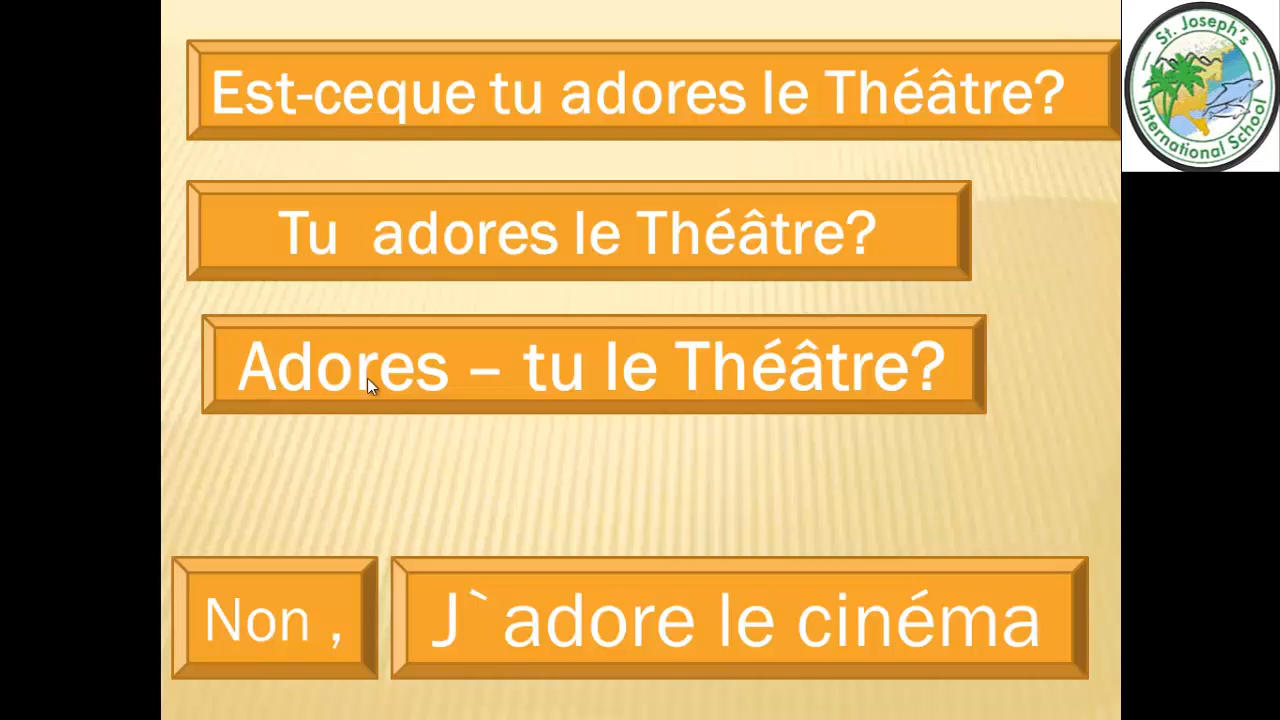 Est-ceque tu adores le Théâtre?
St. Joseph's
International School
Tu adores le Théâtre?
Adores – tu le Théâtre?
Non ,
J`adore le cinéma